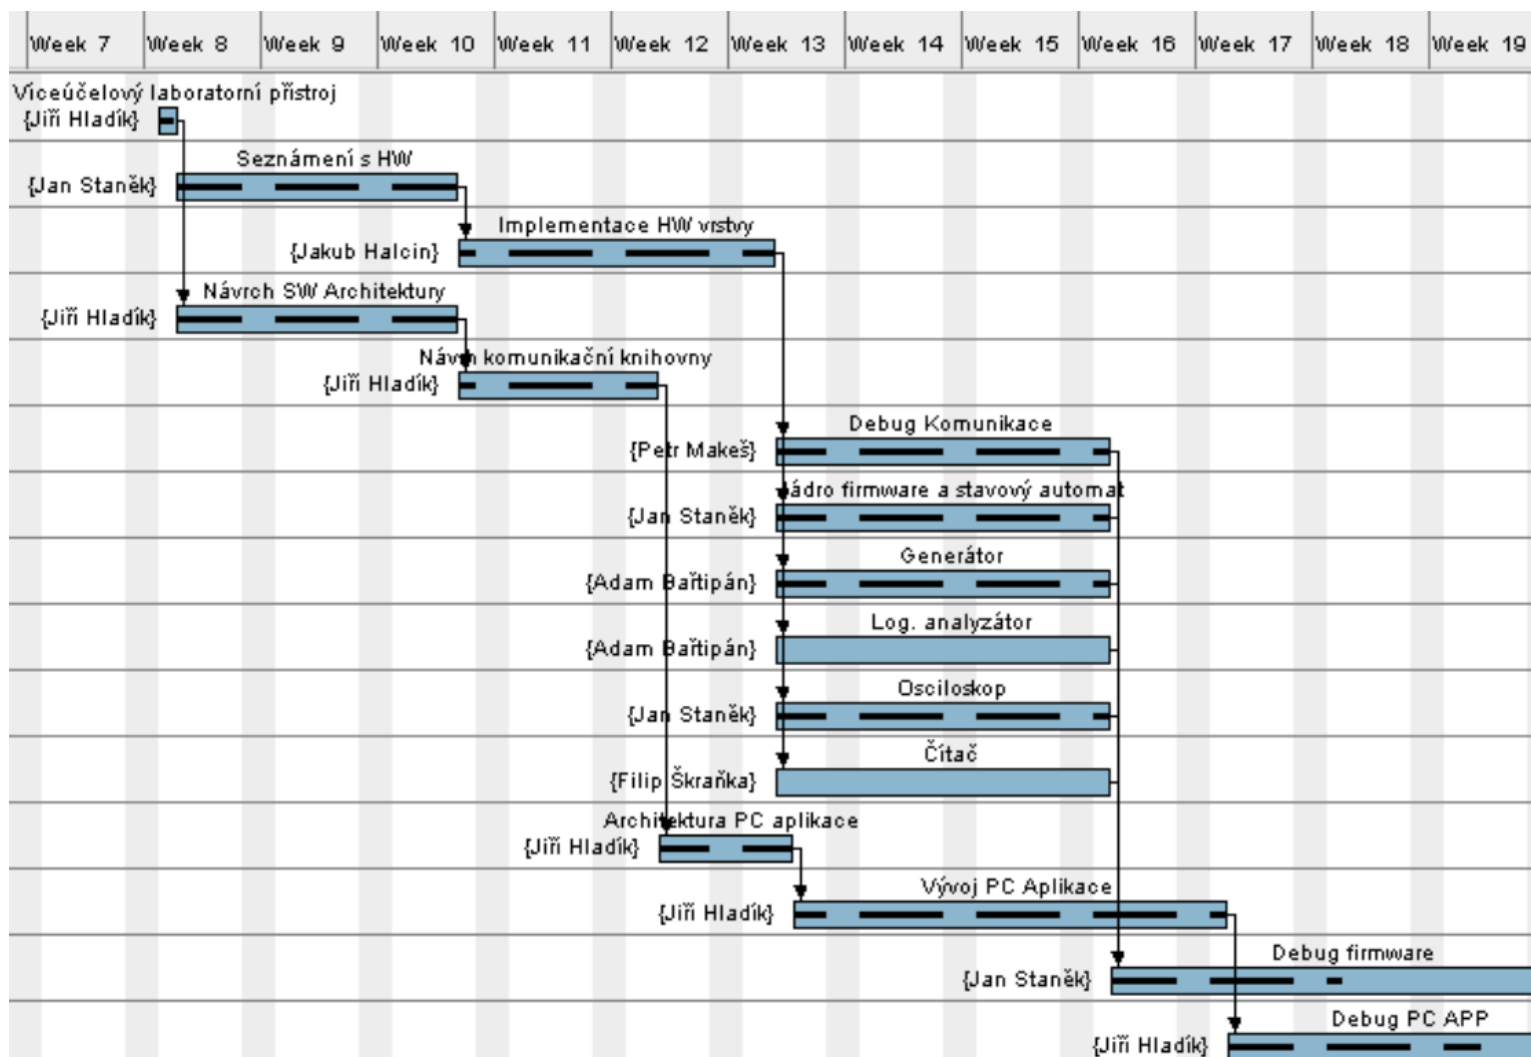 Week 7 Week 8 Week 9 Week 10 Week 11 Week 12 Week 13 Week 14 Week 15 Week 16 Week 17 Week 18 Week 19
Víceúčelový laboratorní přístroj
{Jiří Hladík}
Seznámení s HW
{Jan Staněk}
Implementace HW vrstvy
{Jakub Halcin}
Návrch SW Architektury
{Jiří Hladík}
komunikační knihovny
{Jiří Hladík}
Debug Komunikace
{Petr Makeš}
firmware a stavový automat
{Jan Staněk}
Generátor
{Adam Bařtipán}
Log. analyzátor
{Adam Bařtipán}
Osciloskop
{Jan Staněk}
Čítač
{Filip Škraňka}
Architektura PC aplikace
{Jiří Hladík}
Vývoj PC Aplikace
{Jiří Hladík}
Debug firmware
{Jan Staněk}
Debug PC APP
{Jiří Hladík}